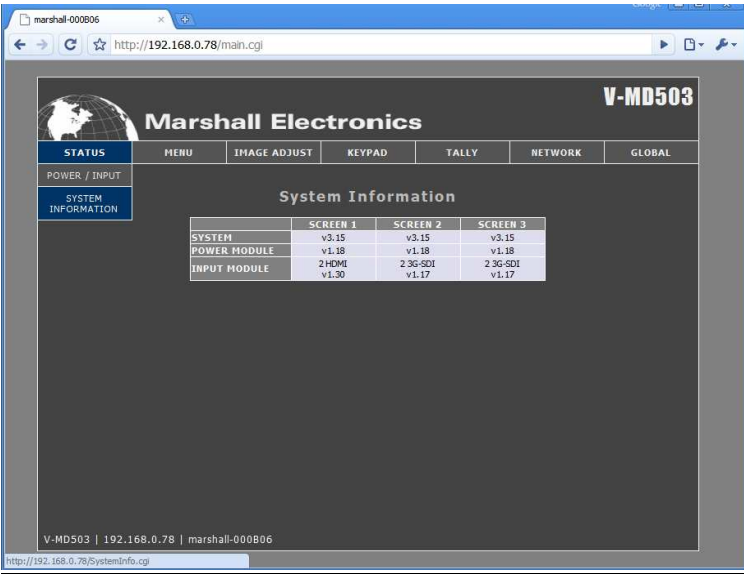 marshall-000B06
Google
http://192.168.0.78/main.cgi
V-MD503
Marshall Electronics
STATUS MENU IMAGE ADJUST KEYPAD TALLY NETWORK GLOBAL
POWER / INPUT
SYSTEM
INFORMATION
System Information
SCREEN 1 SCREEN 2 SCREEN 3
SYSTEM v3.15 v3.15 v3.15
POWER MODULE v1.18 v1.18 v1.18
INPUT MODULE 2 HDMI 2 3G-SDI 2 3G-SDI
v1.30 v1.17 v1.17
V-MD503 | 192.168.0.78 | marshall-000B06
http://192.168.0.78/SystemInfo.cgi